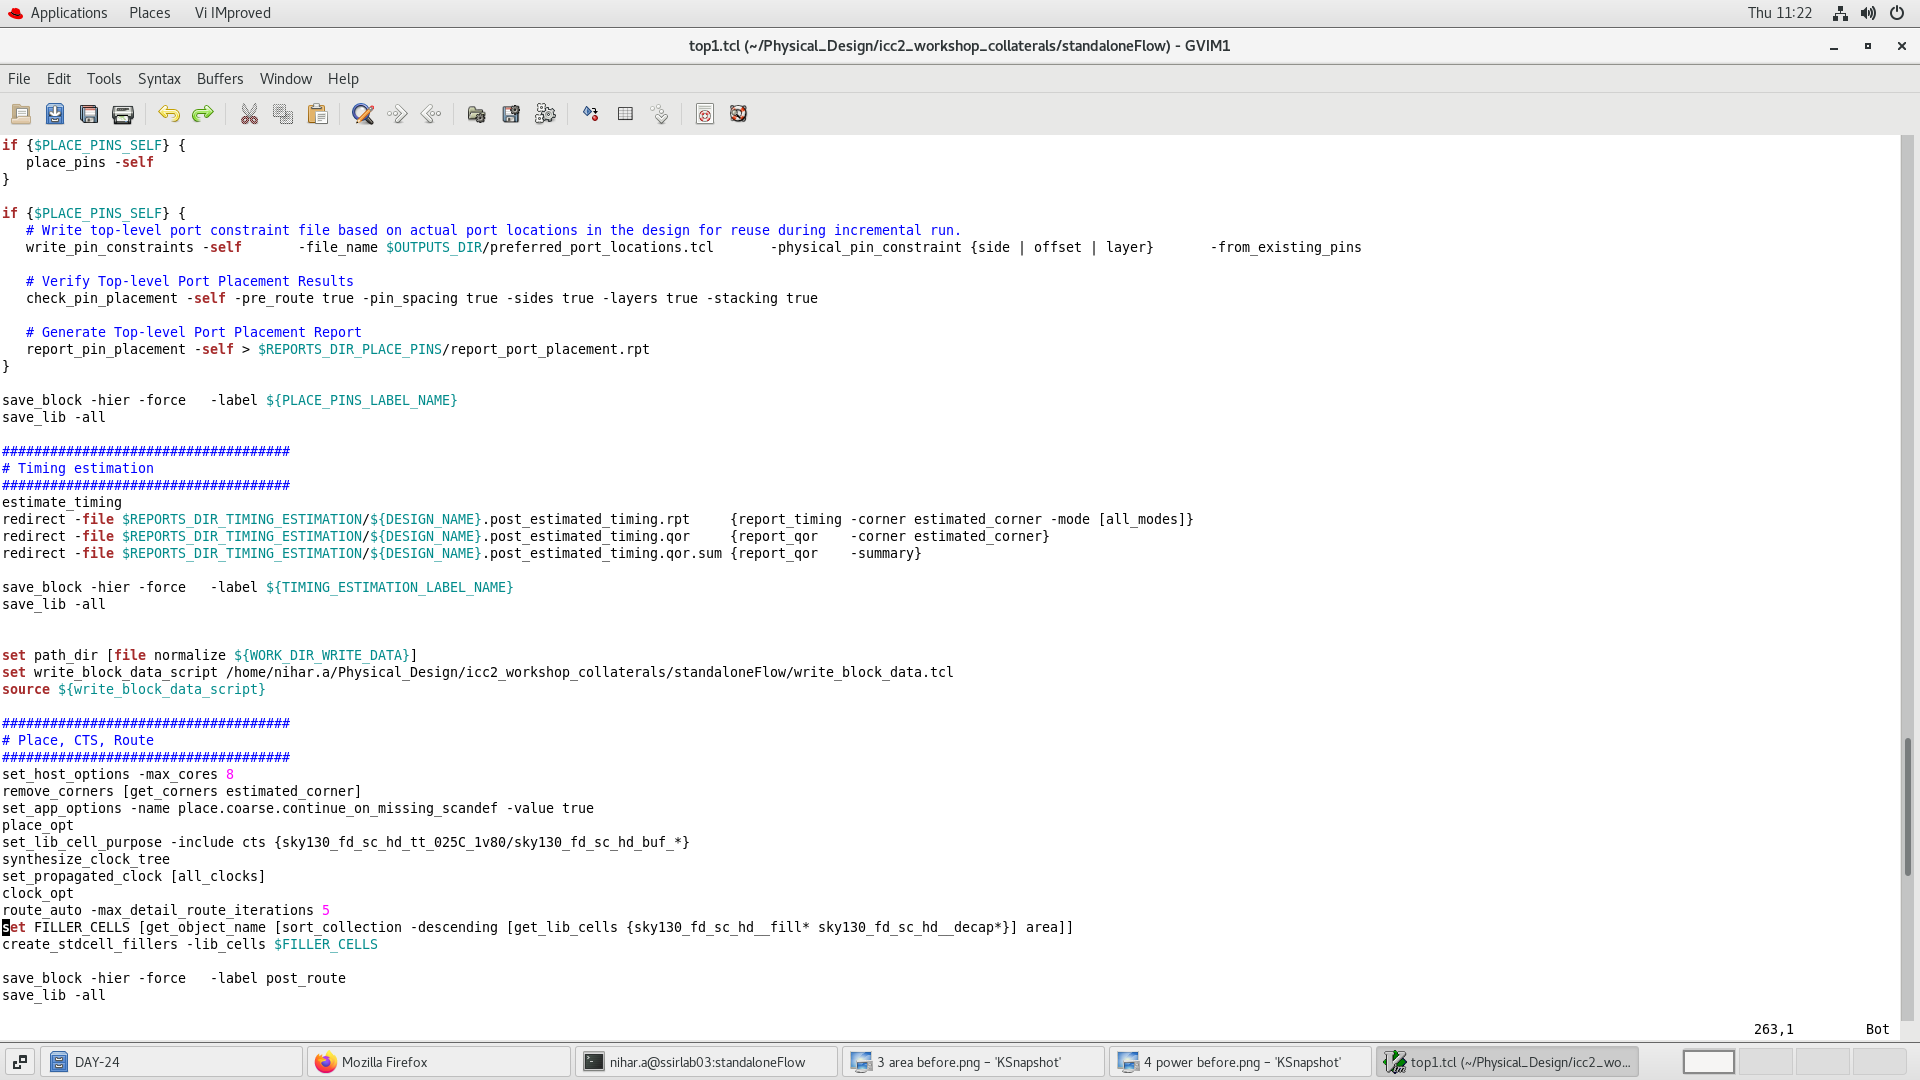 Applications Places Vi IMproved Thu 11:22
top1.tcl (~/Physical_Design/icc2_workshop_collaterals/standaloneFlow) - GVIM1
File Edit Tools Syntax Buffers Window Help
if {$PLACE_PINS_SELF} {
   place_pins -self
}

if {$PLACE_PINS_SELF} {
   # Write top-level port constraint file based on actual port locations in the design for reuse during incremental run.
   write_pin_constraints -self       -file_name $OUTPUTS_DIR/preferred_port_locations.tcl       -physical_pin_constraint {side | offset | layer}       -from_existing_pins

   # Verify Top-level Port Placement Results
   check_pin_placement -self -pre_route true -pin_spacing true -sides true -layers true -stacking true

   # Generate Top-level Port Placement Report
   report_pin_placement -self > $REPORTS_DIR_PLACE_PINS/report_port_placement.rpt
}

save_block -hier -force   -label ${PLACE_PINS_LABEL_NAME}
save_lib -all

####################################
# Timing estimation
####################################
estimate_timing
redirect -file $REPORTS_DIR_TIMING_ESTIMATION/${DESIGN_NAME}.post_estimated_timing.rpt     {report_timing -corner estimated_corner -mode [all_modes]}
redirect -file $REPORTS_DIR_TIMING_ESTIMATION/${DESIGN_NAME}.post_estimated_timing.qor     {report_qor    -corner estimated_corner}
redirect -file $REPORTS_DIR_TIMING_ESTIMATION/${DESIGN_NAME}.post_estimated_timing.qor.sum {report_qor    -summary}

save_block -hier -force   -label ${TIMING_ESTIMATION_LABEL_NAME}
save_lib -all

set path_dir [file normalize ${WORK_DIR_WRITE_DATA}]
set write_block_data_script /home/nihar.a/Physical_Design/icc2_workshop_collaterals/standaloneFlow/write_block_data.tcl
source ${write_block_data_script}

####################################
# Place, CTS, Route
####################################
set_host_options -max_cores 8
remove_corners [get_corners estimated_corner]
set_app_options -name place.coarse.continue_on_missing_scandef -value true
place_opt
set_lib_cell_purpose -include cts {sky130_fd_sc_hd_tt_025C_1v80/sky130_fd_sc_hd_buf_*}
synthesize_clock_tree
set_propagated_clock [all_clocks]
clock_opt
route_auto -max_detail_route_iterations 5
set FILLER_CELLS [get_object_name [sort_collection -descending [get_lib_cells {sky130_fd_sc_hd__fill* sky130_fd_sc_hd__decap*}] area]]
create_stdcell_fillers -lib_cells $FILLER_CELLS

save_block -hier -force   -label post_route
save_lib -all
263,1 Bot
DAY-24 Mozilla Firefox nihar.a@ssirlab03:standaloneFlow 3 area before.png – 'KSnapshot' 4 power before.png – 'KSnapshot' top1.tcl (~/Physical_Design/icc2_wo...